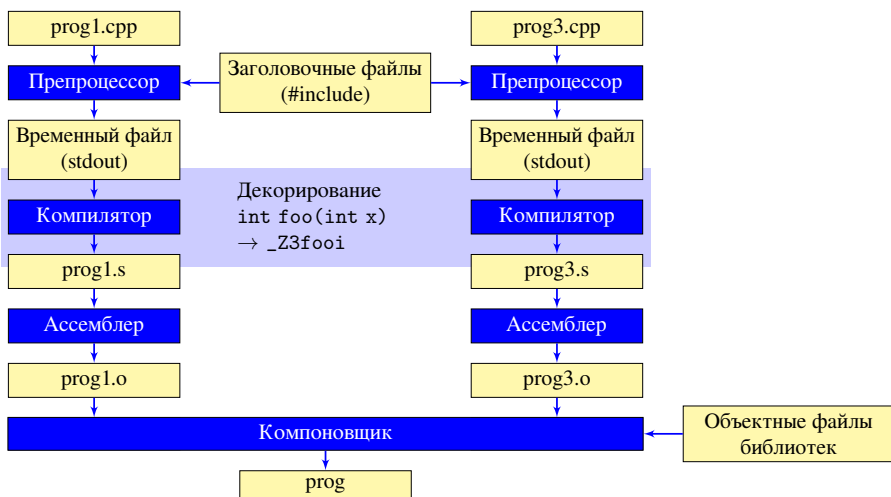 prog1.cpp
prog3.cpp
Препроцессор
Заголовочные файлы
(#include)
Препроцессор
Временный файл
(stdout)
Временный файл
(stdout)
Декорирование
int foo(int x)
→ _Z3fooi
Компилятор
Компилятор
prog1.s
prog3.s
Ассемблер
Ассемблер
prog1.o
prog3.o
Компоновщик
Объектные файлы
библиотек
prog